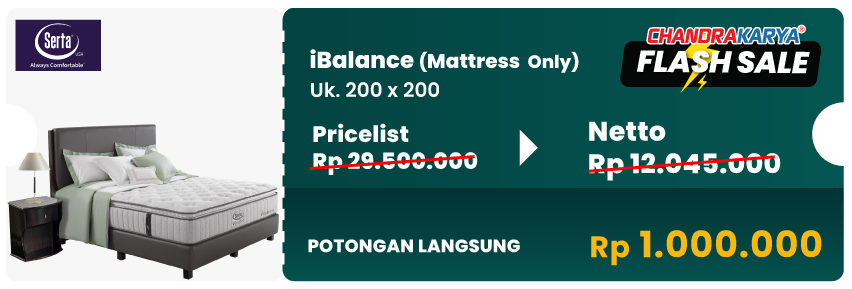 Serta
USA
Always Comfortable®
CHANDRAKARYA®
FLASH SALE
iBalance (Mattress Only)
Uk. 200 x 200
Pricelist
Rp 29.500.000
Netto
Rp 12.045.000
POTONGAN LANGSUNG
Rp 1.000.000
Serta